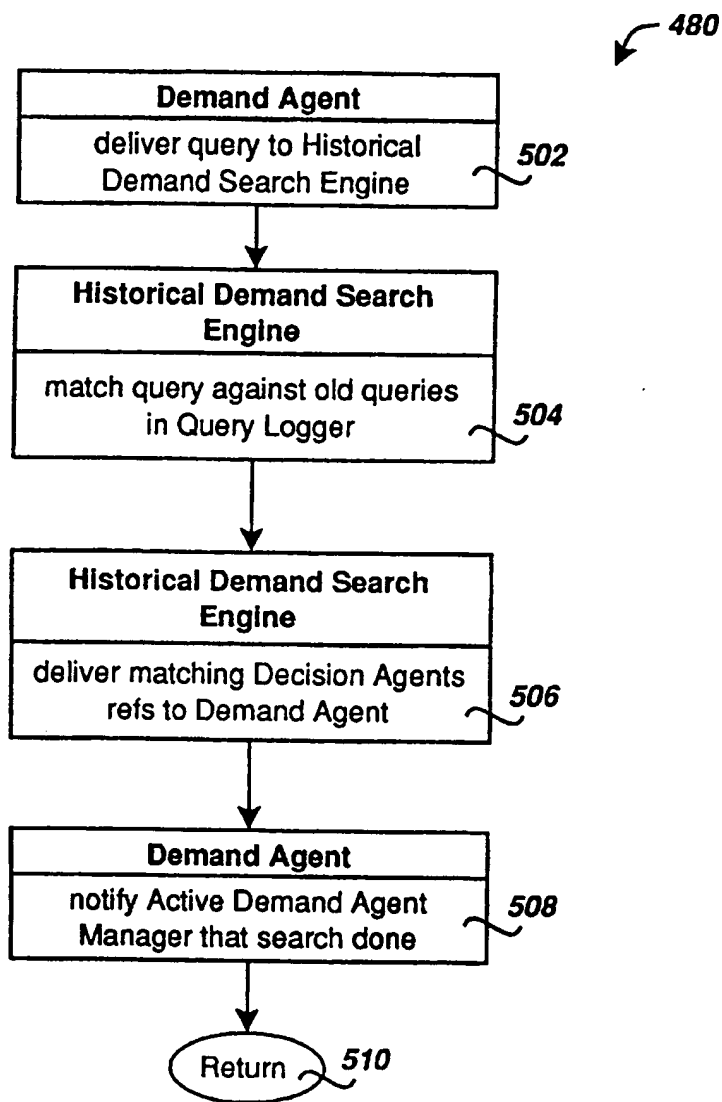 480
Demand Agent
deliver query to Historical
Demand Search Engine
502
Historical Demand Search
Engine
match query against old queries
in Query Logger
504
Historical Demand Search
Engine
deliver matching Decision Agents
refs to Demand Agent
506
Demand Agent
notify Active Demand Agent
Manager that search done
508
Return
510